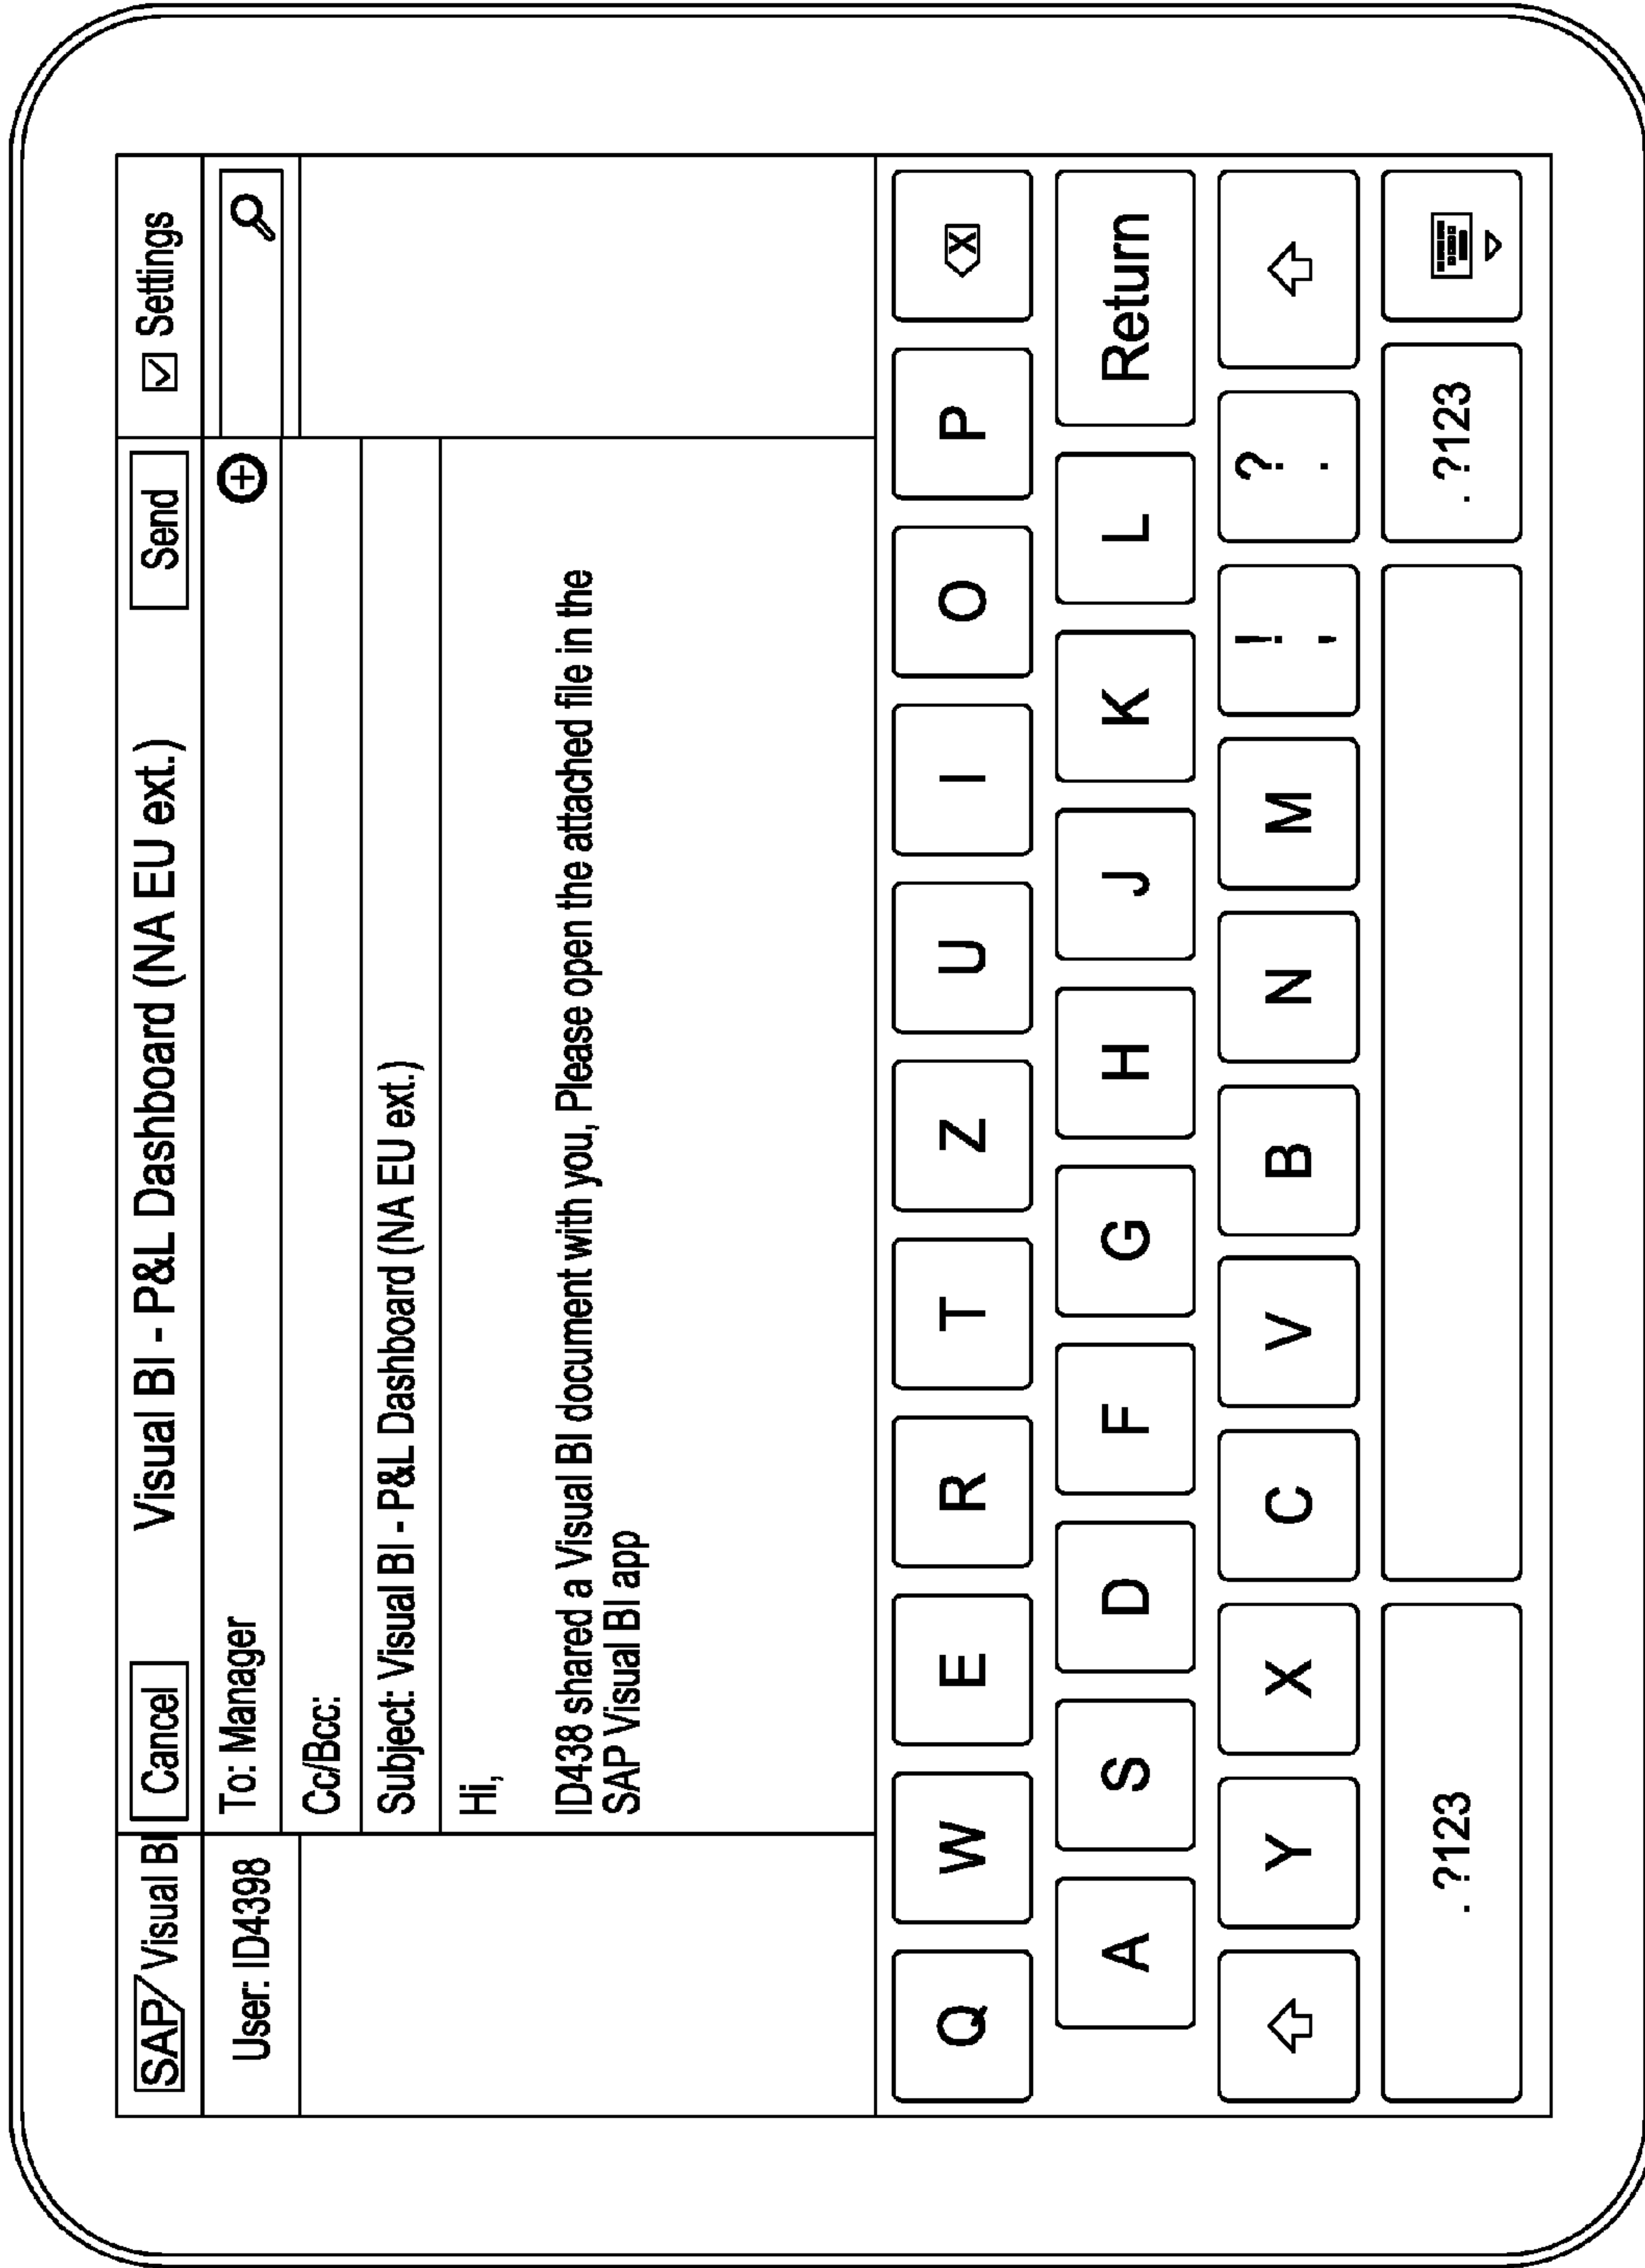 SAP Visual BI Cancel Visual BI - P&L Dashboard (NA EU ext.) Send Settings
User: ID4398 To: Manager
Cc/Bcc:
Subject: Visual BI - P&L Dashboard (NA EU ext.)
Hi,
ID438 shared a Visual BI document with you, Please open the attached file in the
SAP Visual BI app
Q W E R T Z U I O P X
A S D F G H J K L Return
Y X C V B N M ! , ? .
.?123 .?123